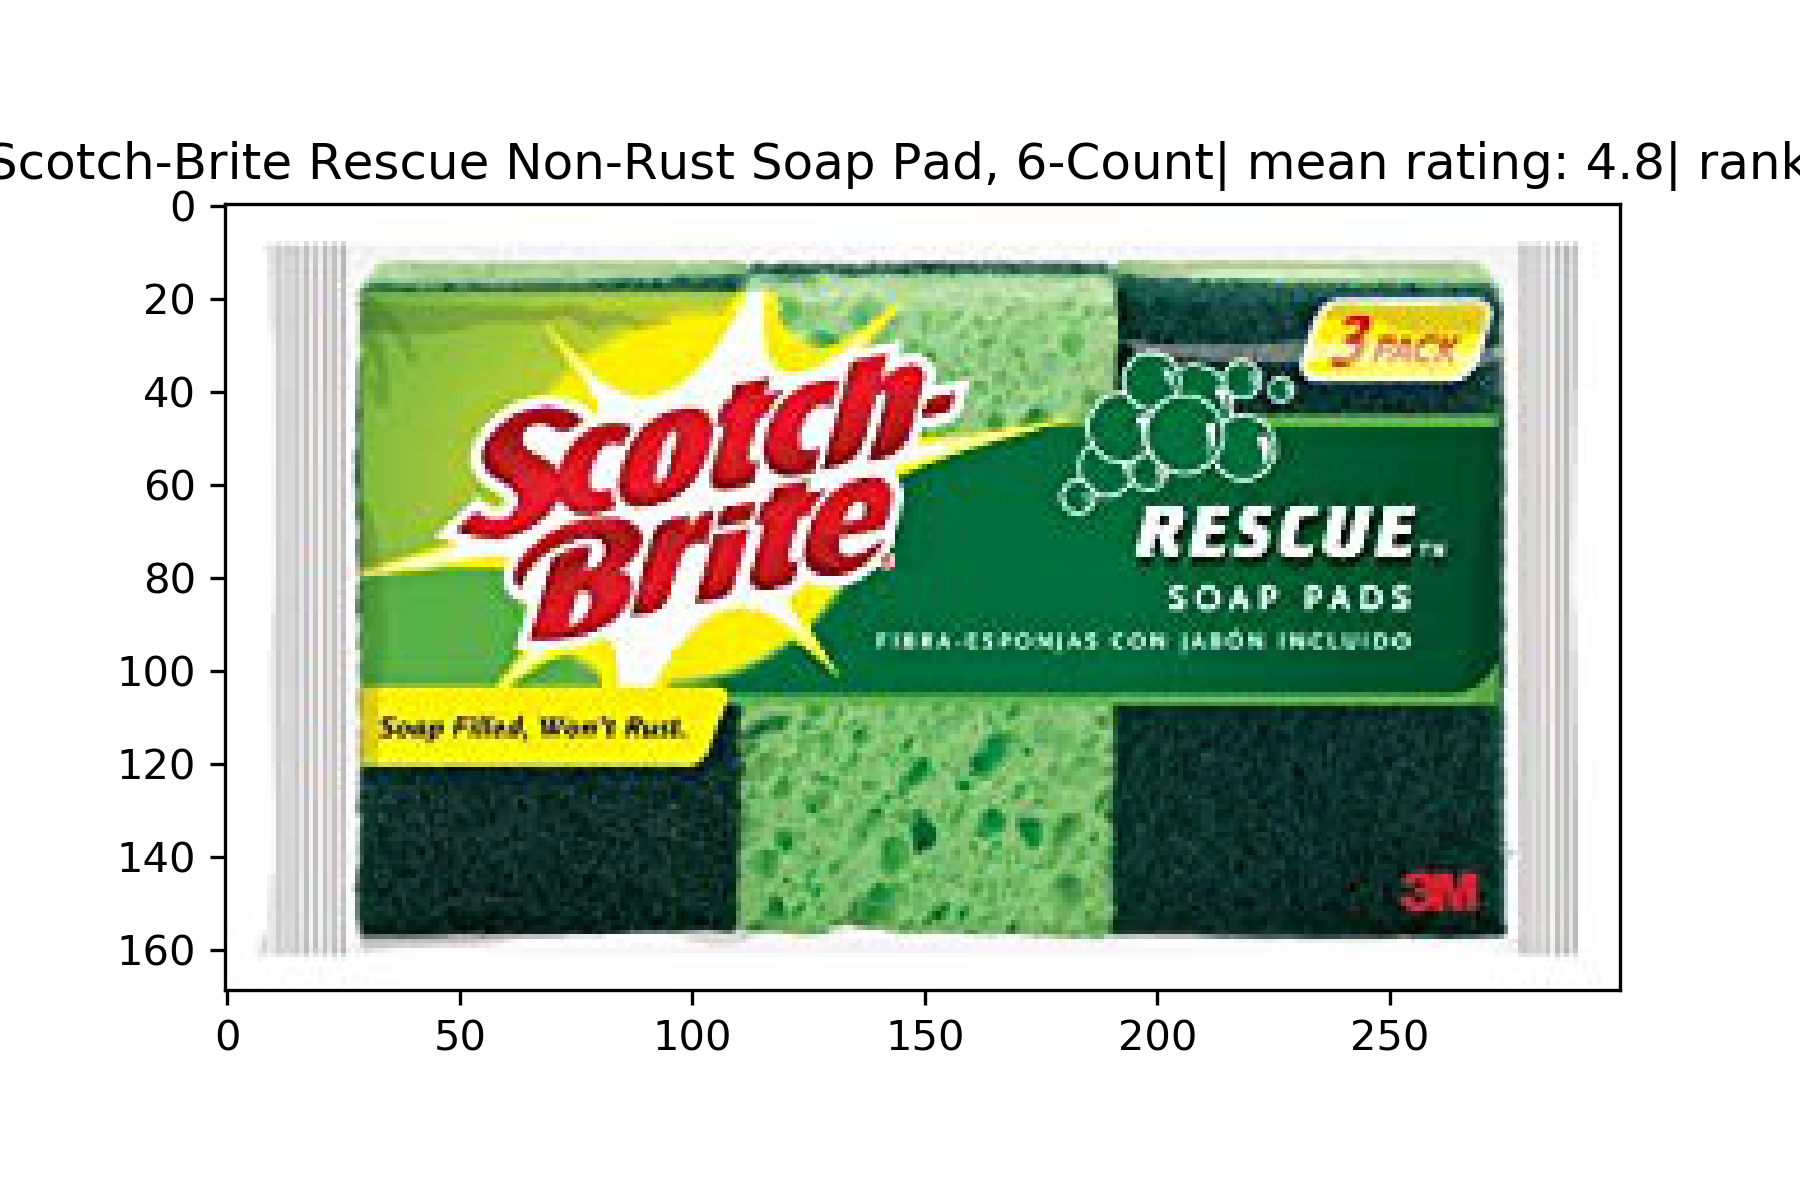 Scotch-Brite Rescue Non-Rust Soap Pad, 6-Count| mean rating: 4.8| rank
0
20
40
60
80
100
120
140
160
3 PACK
Scotch-
Brite®
RESCUE™
SOAP PADS
FIBRA-ESPONJAS CON JABÓN INCLUIDO
Soap Filled, Won't Rust.
3M
0 50 100 150 200 250